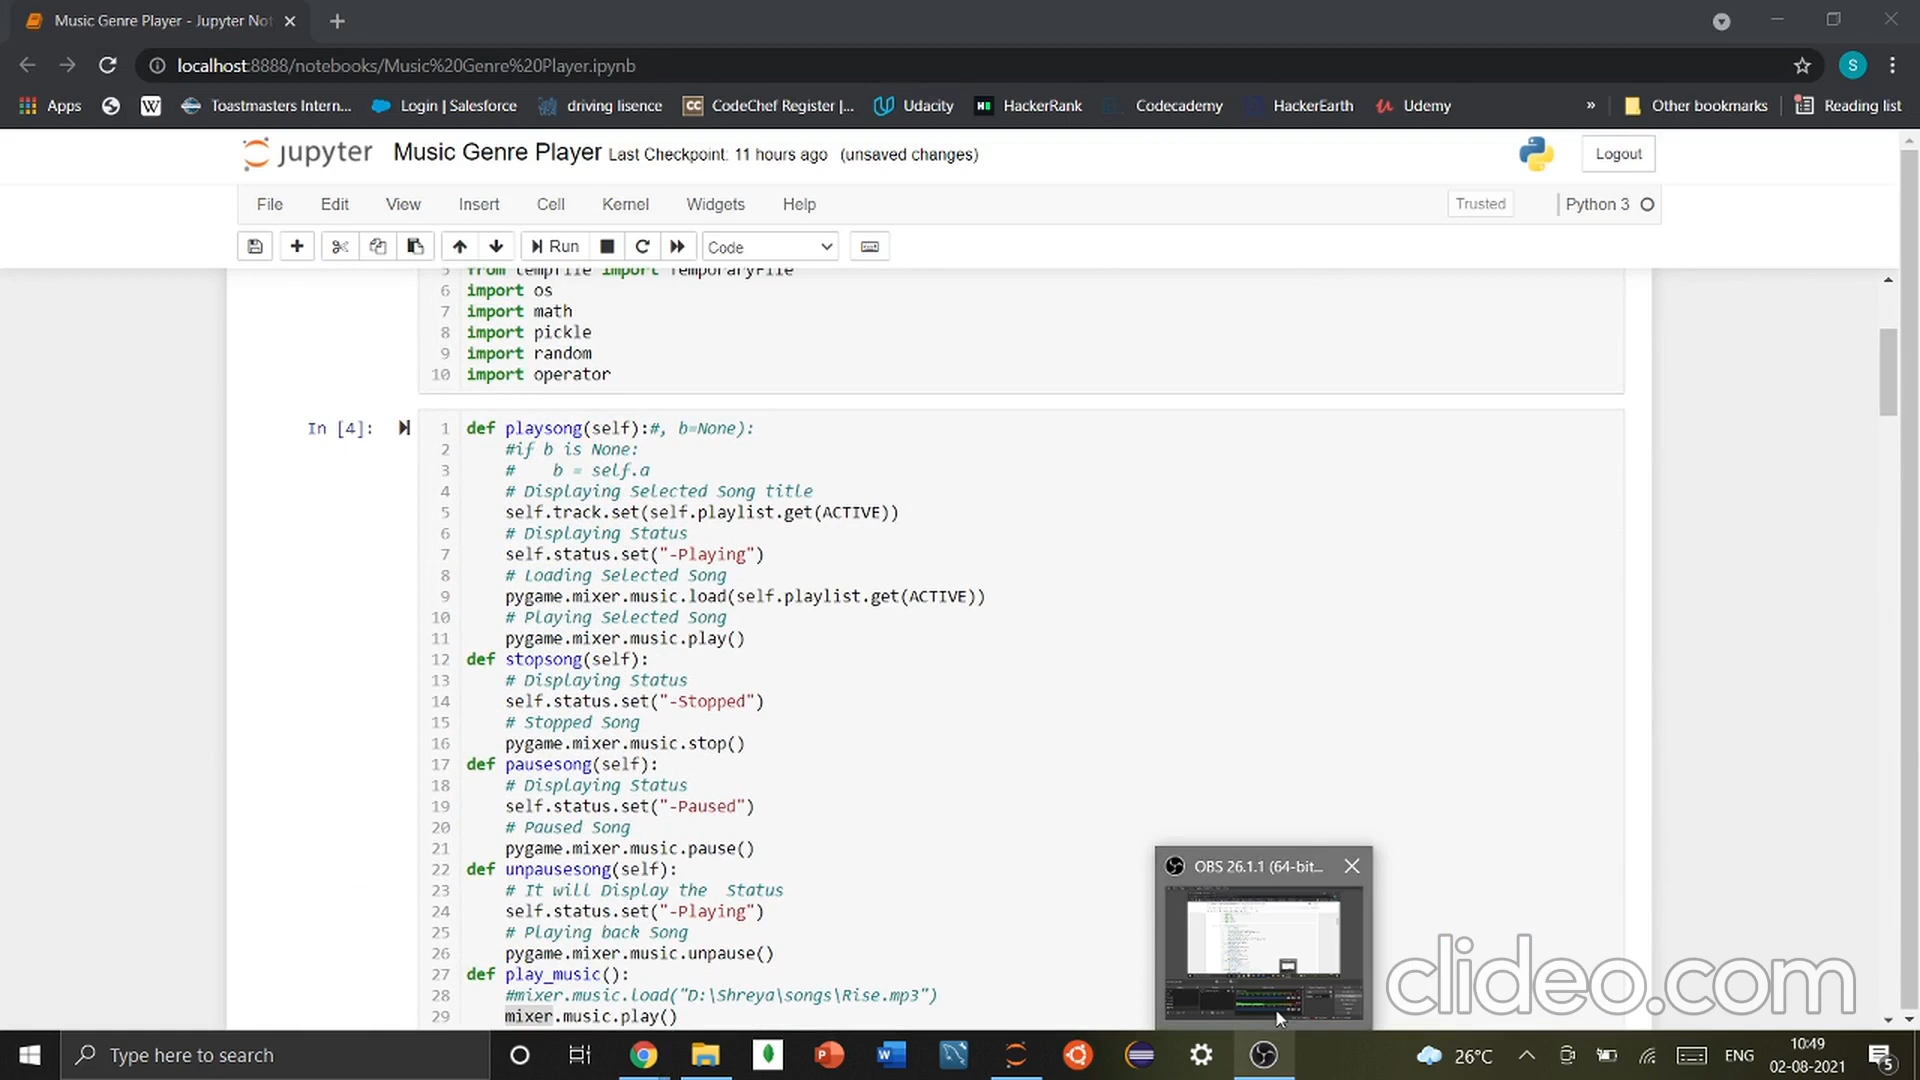 Music Genre Player - Jupyter Not
localhost:8888/notebooks/Music%20Genre%20Player.ipynb
S
Apps
W
Toastmasters Intern...
Login | Salesforce
driving lisence
CC
CodeChef Register |...
Udacity
HackerRank
Codecademy
HackerEarth
Udemy
»
Other bookmarks
Reading list
jupyter
Music Genre Player Last Checkpoint: 11 hours ago (unsaved changes)
Logout
File
Edit
View
Insert
Cell
Kernel
Widgets
Help
Trusted
Python 3
Run
Code
5 from tempfile import TemporaryFile
6 import os
7 import math
8 import pickle
9 import random
10 import operator
In [4]:
1 def playsong(self):#, b=None):
2 #if b is None:
3 # b = self.a
4 # Displaying Selected Song title
5 self.track.set(self.playlist.get(ACTIVE))
6 # Displaying Status
7 self.status.set("-Playing")
8 # Loading Selected Song
9 pygame.mixer.music.load(self.playlist.get(ACTIVE))
10 # Playing Selected Song
11 pygame.mixer.music.play()
12 def stopsong(self):
13 # Displaying Status
14 self.status.set("-Stopped")
15 # Stopped Song
16 pygame.mixer.music.stop()
17 def pausesong(self):
18 # Displaying Status
19 self.status.set("-Paused")
20 # Paused Song
21 pygame.mixer.music.pause()
22 def unpausesong(self):
23 # It will Display the Status
24 self.status.set("-Playing")
25 # Playing back Song
26 pygame.mixer.music.unpause()
27 def play_music():
28 #mixer.music.load("D:\Shreya\songs\Rise.mp3")
29 mixer.music.play()
OBS 26.1.1 (64-bit...
clideo.com
Type here to search
26°C
ENG
10:49
02-08-2021
5